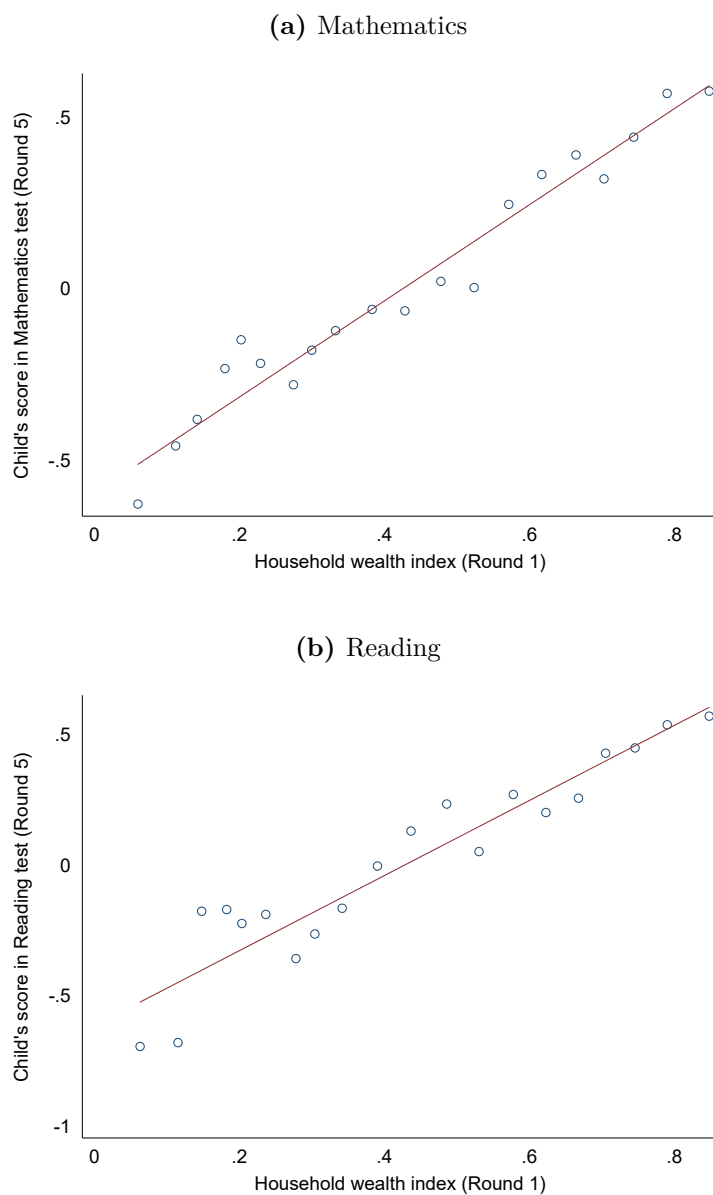 (a) Mathematics
Child's score in Mathematics test (Round 5)
.5
0
-.5
0 .2 .4 .6 .8
Household wealth index (Round 1)
(b) Reading
Child's score in Reading test (Round 5)
.5
0
-.5
-1
0 .2 .4 .6 .8
Household wealth index (Round 1)